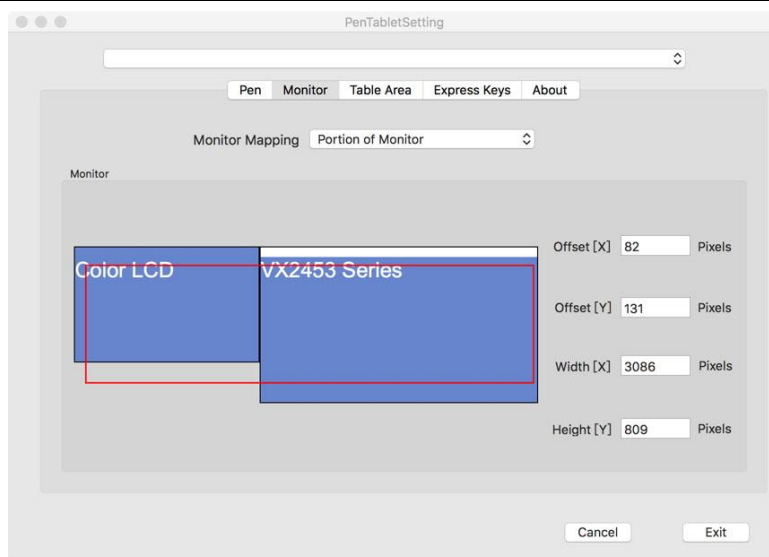 PenTabletSetting
Pen Monitor Table Area Express Keys About
Monitor Mapping Portion of Monitor
Monitor
Color LCD
VX2453 Series
Offset [X] 82 Pixels
Offset [Y] 131 Pixels
Width [X] 3086 Pixels
Height [Y] 809 Pixels
Cancel Exit